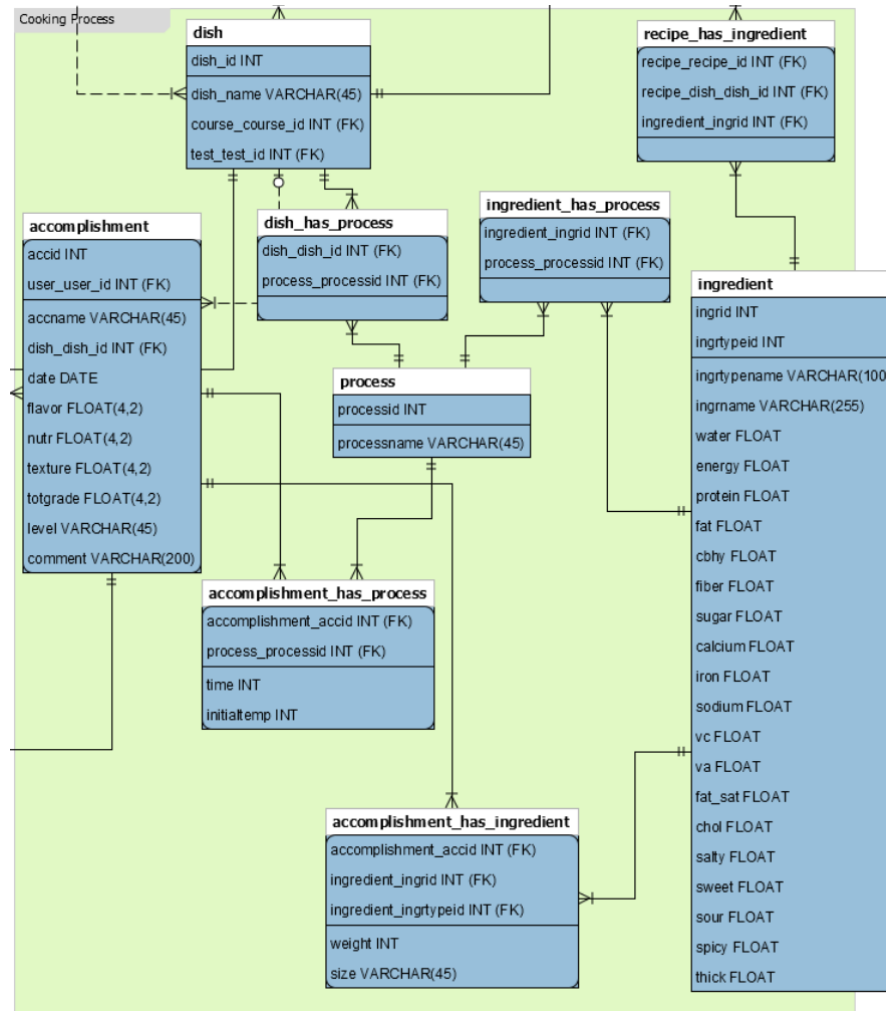 Cooking Process
dish
dish_id INT
dish_name VARCHAR(45)
course_course_id INT (FK)
test_test_id INT (FK)
recipe_has_ingredient
recipe_recipe_id INT (FK)
recipe_dish_dish_id INT (FK)
ingredient_ingrid INT (FK)
accomplishment
accid INT
user_user_id INT (FK)
accname VARCHAR(45)
dish_dish_id INT (FK)
date DATE
flavor FLOAT(4,2)
nutr FLOAT(4,2)
texture FLOAT(4,2)
totgrade FLOAT(4,2)
level VARCHAR(45)
comment VARCHAR(200)
dish_has_process
dish_dish_id INT (FK)
process_processid INT (FK)
ingredient_has_process
ingredient_ingrid INT (FK)
process_processid INT (FK)
process
processid INT
processname VARCHAR(45)
ingredient
ingrid INT
ingrtypeid INT
ingrtypename VARCHAR(100
ingrname VARCHAR(255)
water FLOAT
energy FLOAT
protein FLOAT
fat FLOAT
cbhy FLOAT
fiber FLOAT
sugar FLOAT
calcium FLOAT
iron FLOAT
sodium FLOAT
vc FLOAT
va FLOAT
fat_sat FLOAT
chol FLOAT
salty FLOAT
sweet FLOAT
sour FLOAT
spicy FLOAT
thick FLOAT
accomplishment_has_process
accomplishment_accid INT (FK)
process_processid INT (FK)
time INT
initialtemp INT
accomplishment_has_ingredient
accomplishment_accid INT (FK)
ingredient_ingrid INT (FK)
ingredient_ingrtypeid INT (FK)
weight INT
size VARCHAR(45)